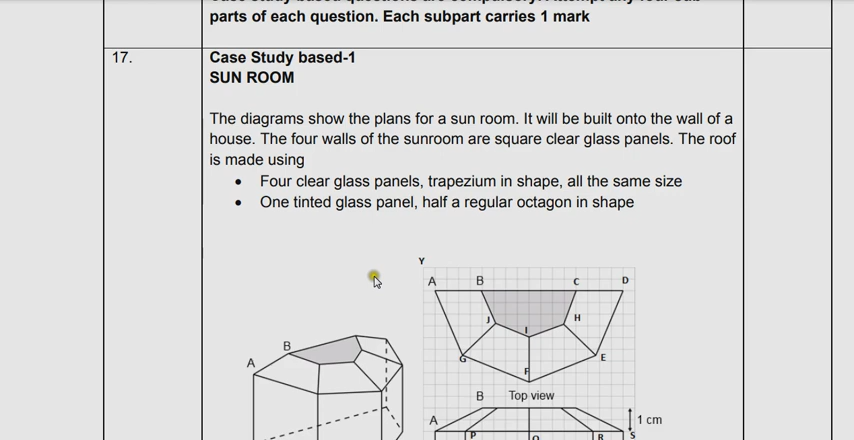 parts of each question. Each subpart carries 1 mark
17.
Case Study based-1
SUN ROOM
The diagrams show the plans for a sun room. It will be built onto the wall of a
house. The four walls of the sunroom are square clear glass panels. The roof
is made using
• Four clear glass panels, trapezium in shape, all the same size
• One tinted glass panel, half a regular octagon in shape
Y
A B C D
J I H
G F E
B
A
B Top view
A 1 cm
P Q R S